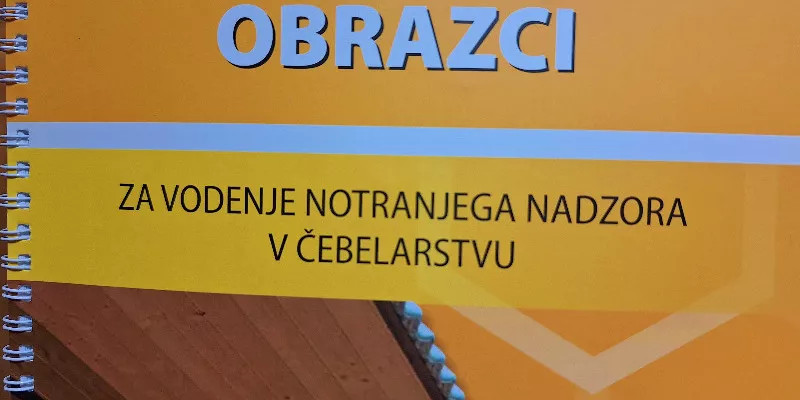 OBRAZCI
ZA VODENJE NOTRANJEGA NADZORA
V ČEBELARSTVU